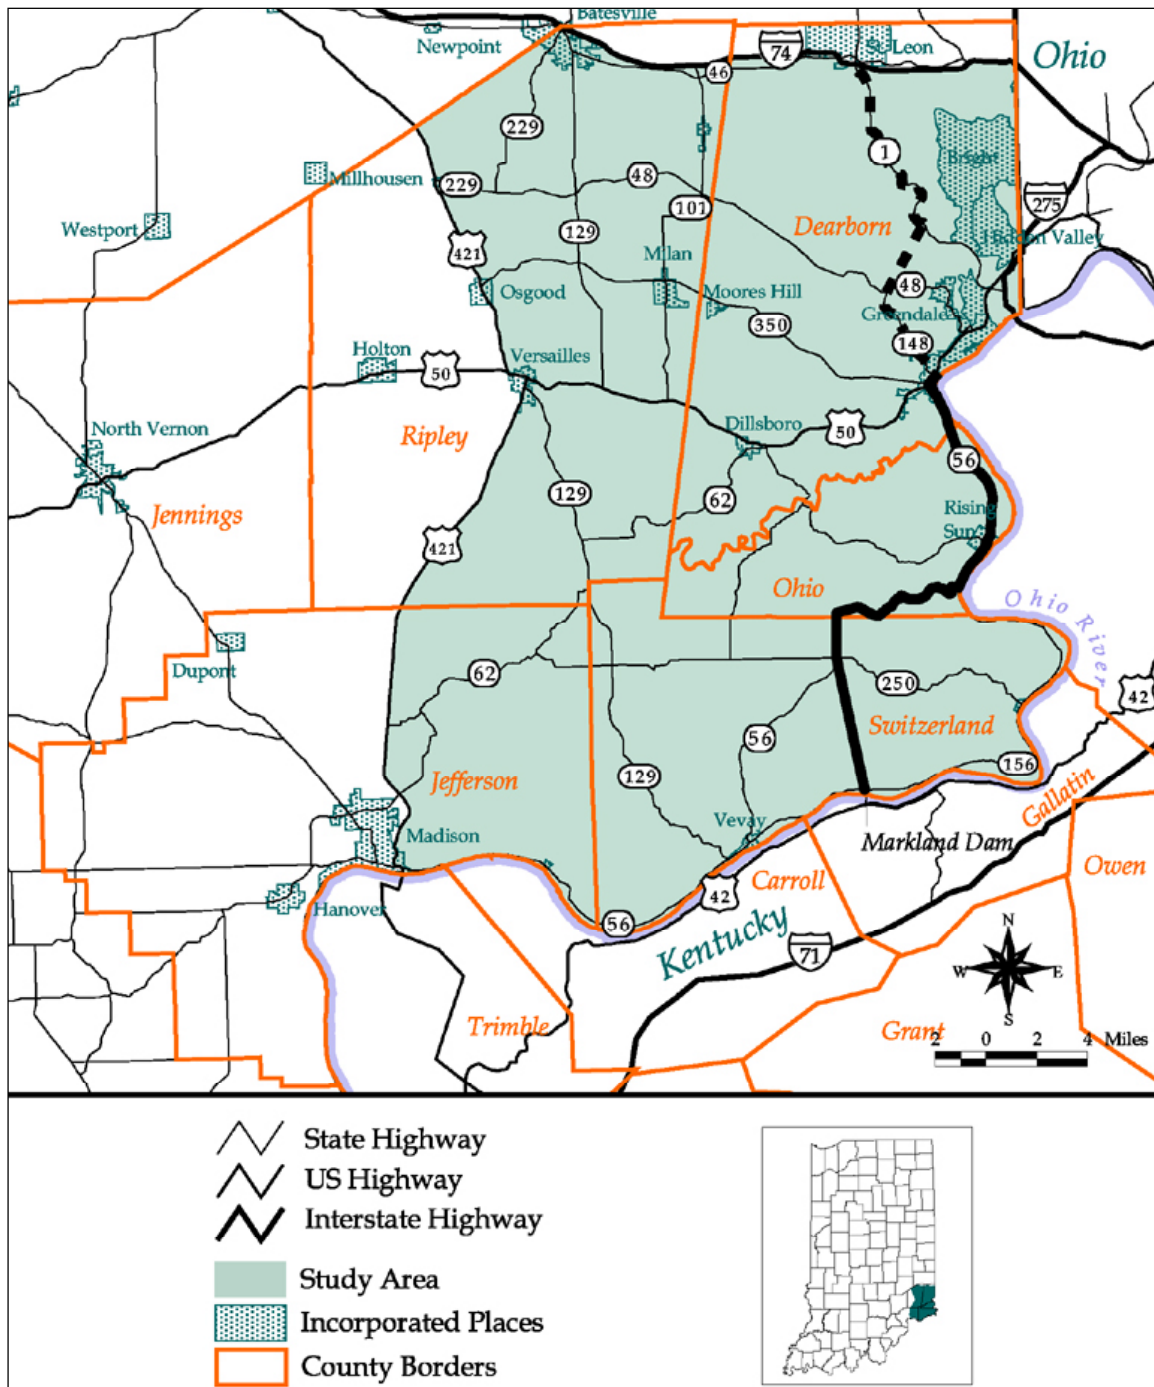 Batesville
Newpoint
St. Leon
74
46
Ohio
229
1
Bright
Millhousen
229
48
101
275
Westport
129
Dearborn
Hidden Valley
421
Milan
Osgood
Moores Hill
48
Greendale
350
148
Holton
50
Versailles
North Vernon
Dillsboro
50
Ripley
56
129
62
Rising
Sun
Jennings
421
Ohio
Ohio River
Dupont
62
250
42
Switzerland
56
129
156
Jefferson
Gallatin
Vevay
Madison
Markland Dam
Owen
Carroll
42
Hanover
56
Kentucky
71
N
W E
S
Trimble
Grant
2 0 2 4 Miles
State Highway
US Highway
Interstate Highway
Study Area
Incorporated Places
County Borders